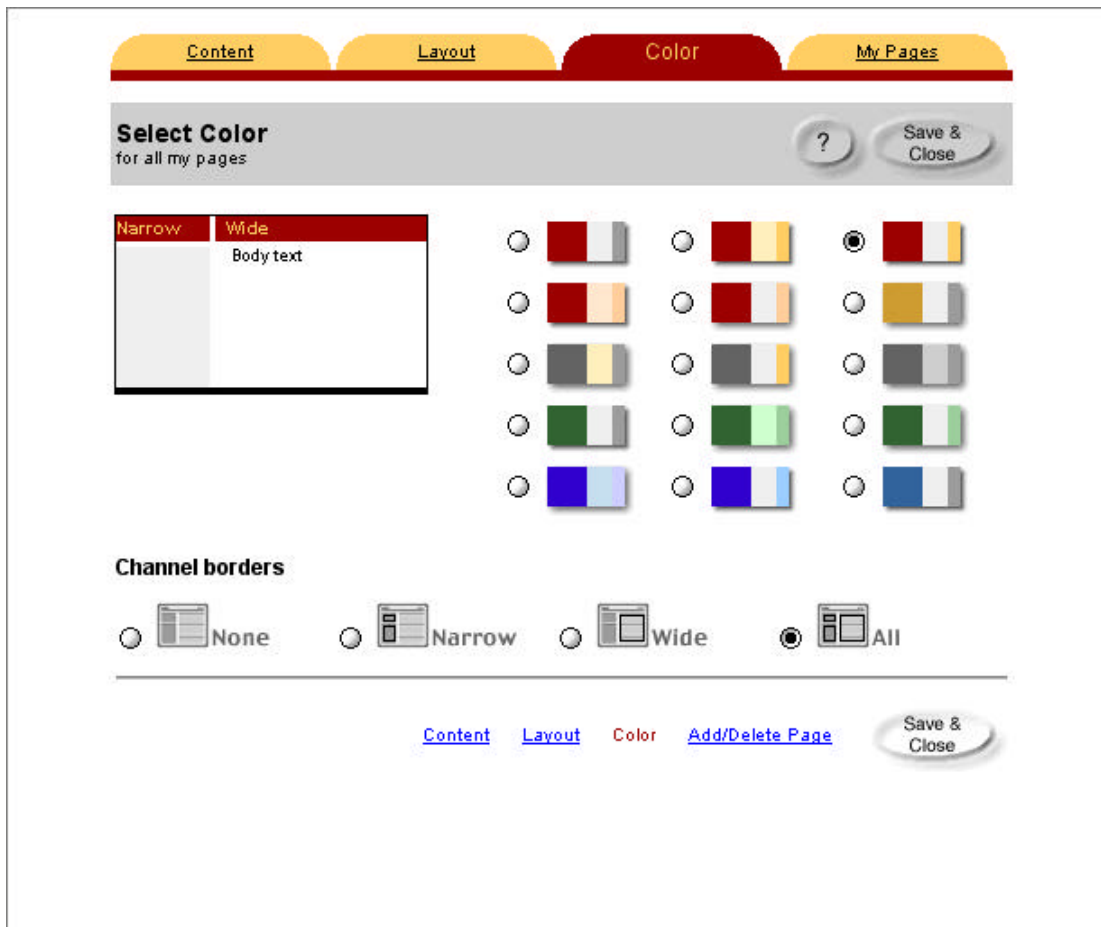 Content Layout Color My Pages
Select Color
for all my pages
? Save &
Close
Narrow Wide
Body text
Channel borders
None Narrow Wide All
Content Layout Color Add/Delete Page Save &
Close